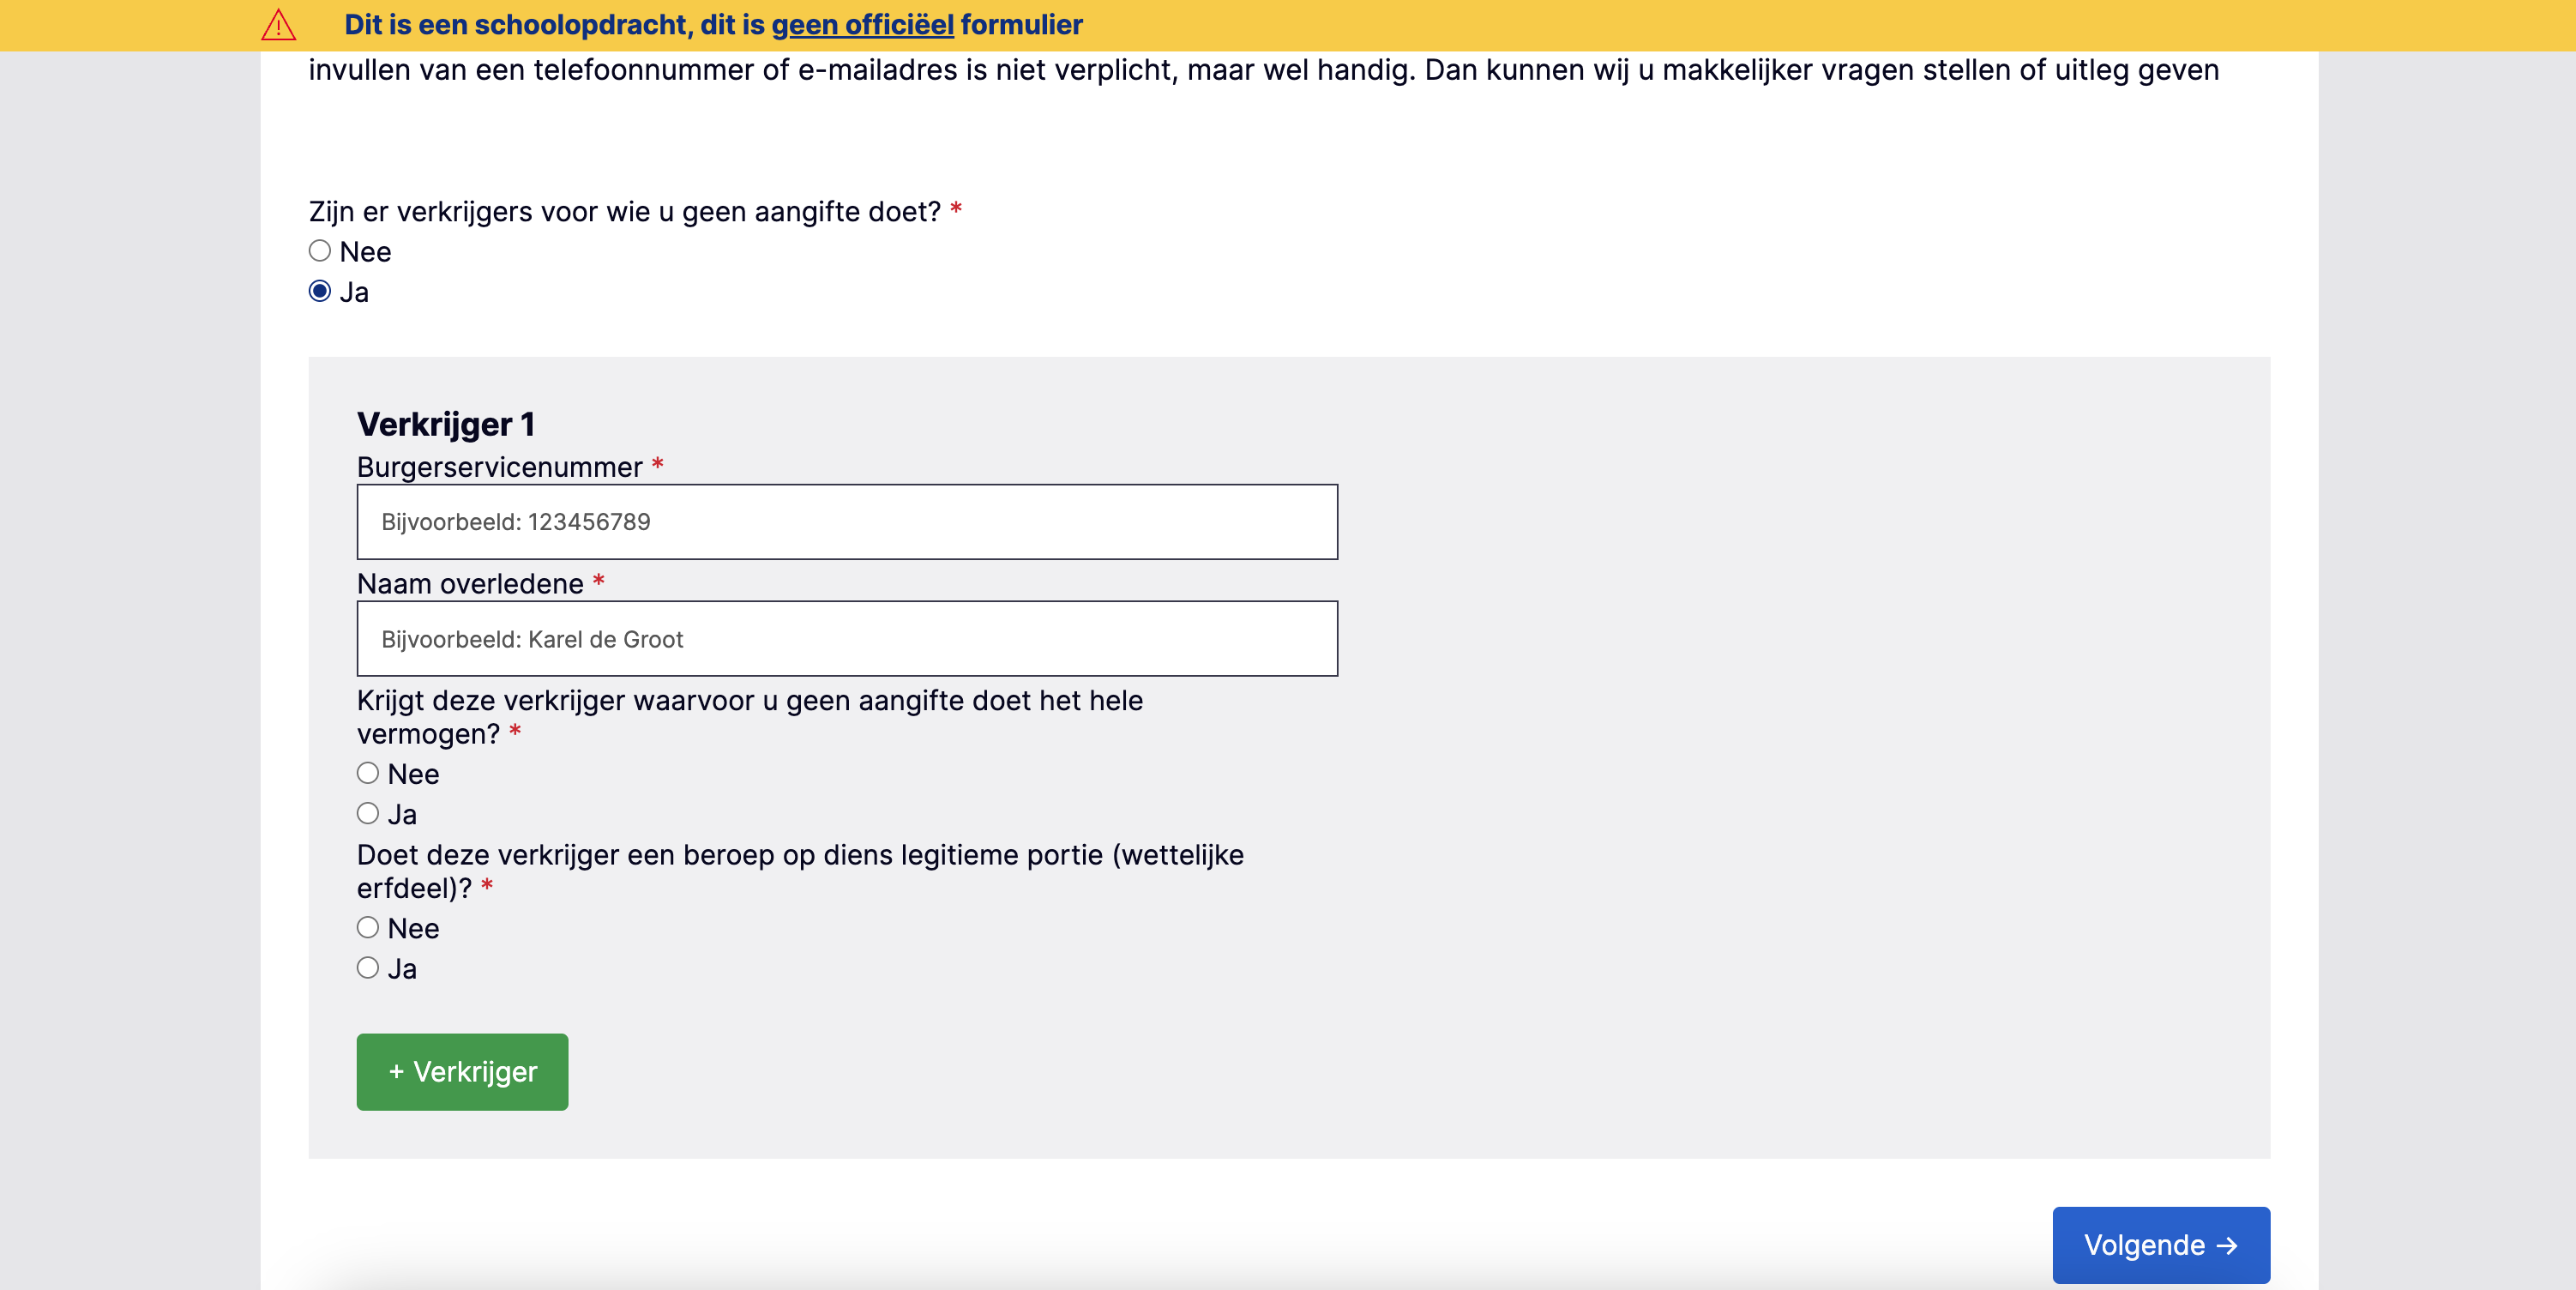 Dit is een schoolopdracht, dit is geen officiëel formulier
invullen van een telefoonnummer of e-mailadres is niet verplicht, maar wel handig. Dan kunnen wij u makkelijker vragen stellen of uitleg geven
Zijn er verkrijgers voor wie u geen aangifte doet? *
Nee
Ja
Verkrijger 1
Burgerservicenummer *
Bijvoorbeeld: 123456789
Naam overledene *
Bijvoorbeeld: Karel de Groot
Krijgt deze verkrijger waarvoor u geen aangifte doet het hele
vermogen? *
Nee
Ja
Doet deze verkrijger een beroep op diens legitieme portie (wettelijke
erfdeel)? *
Nee
Ja
+ Verkrijger
Volgende →